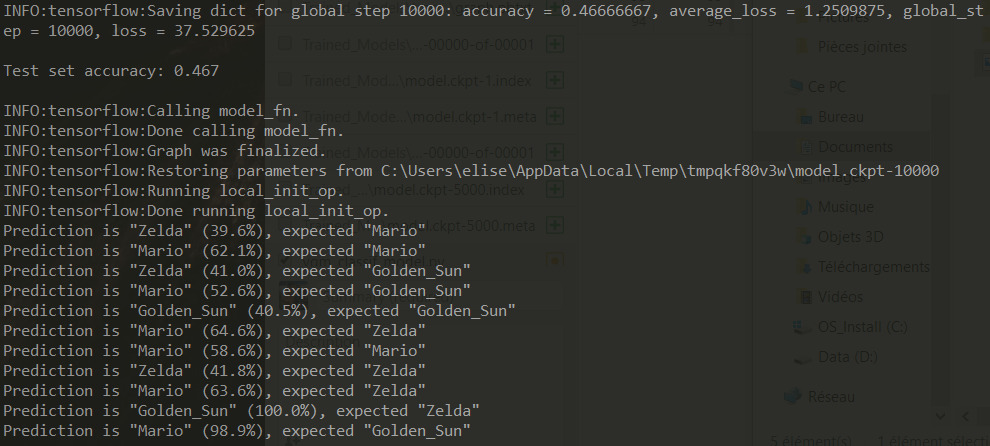 INFO:tensorflow:Saving dict for global step 10000: accuracy = 0.46666667, average_loss = 1.2509875, global_st
ep = 10000, loss = 37.529625
Test set accuracy: 0.467
INFO:tensorflow:Calling model_fn.
INFO:tensorflow:Done calling model_fn.
INFO:tensorflow:Graph was finalized.
INFO:tensorflow:Restoring parameters from C:\Users\elise\AppData\Local\Temp\tmpqkf80v3w\model.ckpt-10000
INFO:tensorflow:Running local_init_op.
INFO:tensorflow:Done running local_init_op.
Prediction is "Zelda" (39.6%), expected "Mario"
Prediction is "Mario" (62.1%), expected "Mario"
Prediction is "Zelda" (41.0%), expected "Golden_Sun"
Prediction is "Mario" (52.6%), expected "Golden_Sun"
Prediction is "Golden_Sun" (40.5%), expected "Golden_Sun"
Prediction is "Mario" (64.6%), expected "Zelda"
Prediction is "Mario" (58.6%), expected "Mario"
Prediction is "Zelda" (41.8%), expected "Zelda"
Prediction is "Mario" (63.6%), expected "Zelda"
Prediction is "Golden_Sun" (100.0%), expected "Zelda"
Prediction is "Mario" (98.9%), expected "Golden_Sun"
Trained_Models\...-00000-of-00001
Trained_Mod...\model.ckpt-1.index
Trained_Mode...\model.ckpt-1.meta
Trained_Models\...-00000-of-00001
ckpt-5000.index
model.ckpt-5000.meta
Documents
Pièces jointes
Ce PC
Bureau
Documents
Images
Musique
Objets 3D
Téléchargements
Vidéos
OS_Install (C:)
Data (D:)
Réseau
5 élément(s)
1 élément sélectio